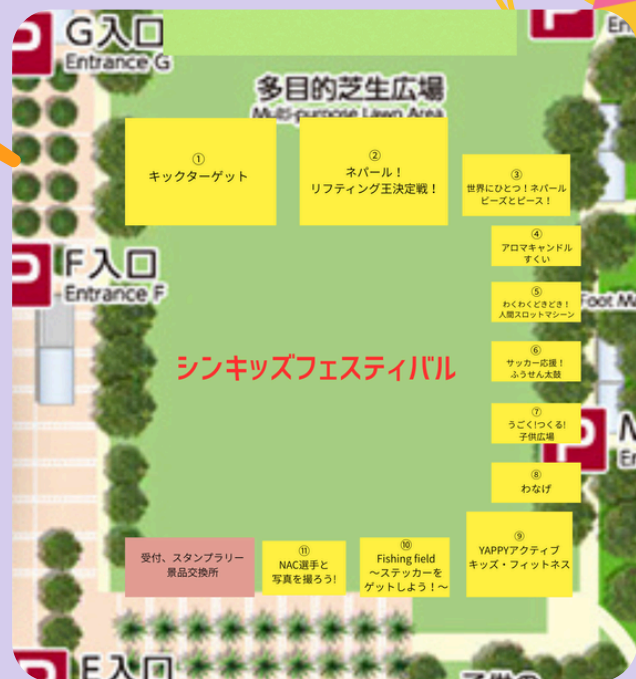 G入口
Entrance G
En
多目的芝生広場
Multi-purpose Lawn Area
①
キックターゲット
②
ネパール！
リフティング王決定戦！
③
世界にひとつ！ネパール
ビーズとピース！
④
アロマキャンドル
すくい
F入口
Entrance F
⑤
わくわくどきどき！
人間スロットマシーン
Foot M
⑥
サッカー応援！
ふうせん太鼓
シンキッズフェスティバル
⑦
うごく!つくる!
子供広場
M
En
⑧
わなげ
⑨
YAPPYアクティブ
キッズ・フィットネス
⑩
Fishing field
～ステッカーを
ゲットしよう！～
⑪
NAC選手と
写真を撮ろう!
受付、スタンプラリー
景品交換所
E入口
子供の